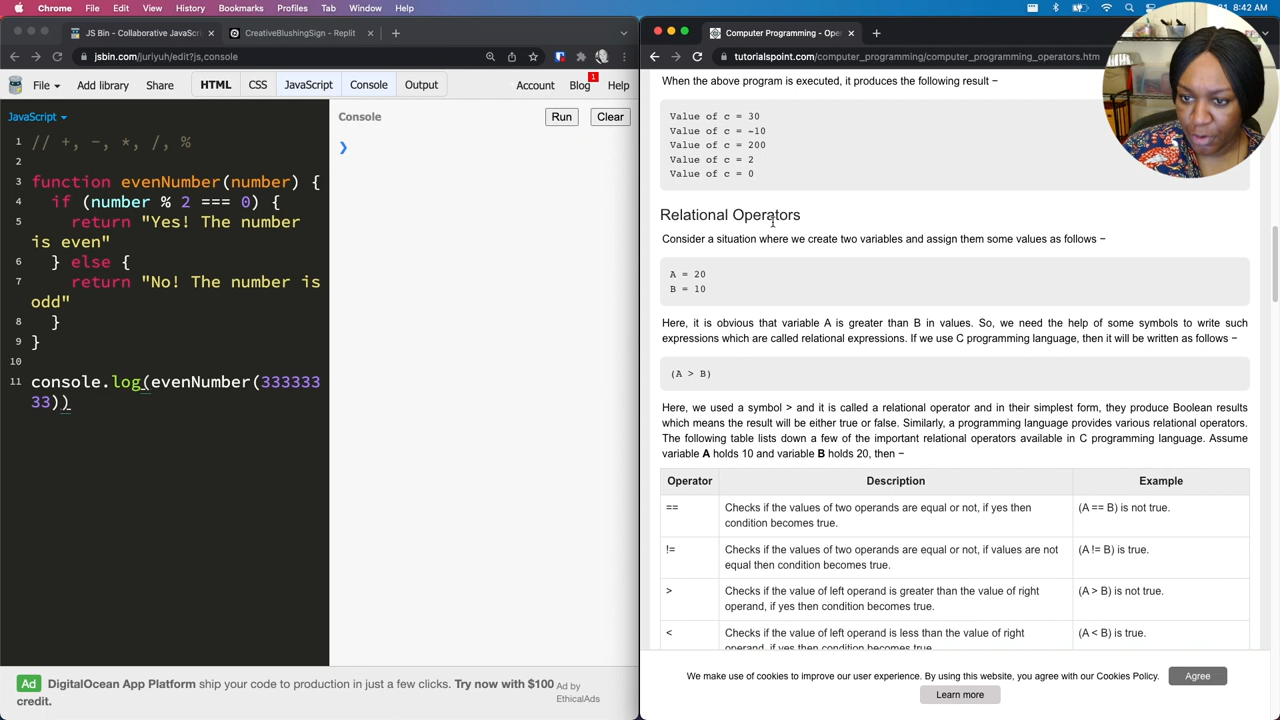 Chrome File Edit View History Bookmarks Profiles Tab Window Help
JS Bin - Collaborative JavaScri
CreativeBlushingSign - Replit
jsbin.com/juriyuh/edit?js,console
File Add library Share HTML CSS JavaScript Console Output Account Blog 1 Help
JavaScript
Console
Run
Clear
1 // +, -, *, /, %
2
3 function evenNumber(number) {
4 if (number % 2 === 0) {
5 return "Yes! The number
is even"
6 } else {
7 return "No! The number is
odd"
8 }
9 }
10
11 console.log(evenNumber(333333
33))
Ad DigitalOcean App Platform ship your code to production in just a few clicks. Try now with $100
credit.
Ad by
EthicalAds
8:42 AM
Computer Programming - Ope
tutorialspoint.com/computer_programming/computer_programming_operators.htm
When the above program is executed, it produces the following result −
Value of c = 30
Value of c = -10
Value of c = 200
Value of c = 2
Value of c = 0
Relational Operators
Consider a situation where we create two variables and assign them some values as follows −
A = 20
B = 10
Here, it is obvious that variable A is greater than B in values. So, we need the help of some symbols to write such
expressions which are called relational expressions. If we use C programming language, then it will be written as follows −
(A > B)
Here, we used a symbol > and it is called a relational operator and in their simplest form, they produce Boolean results
which means the result will be either true or false. Similarly, a programming language provides various relational operators.
The following table lists down a few of the important relational operators available in C programming language. Assume
variable A holds 10 and variable B holds 20, then −
Operator Description Example
== Checks if the values of two operands are equal or not, if yes then (A == B) is not true.
condition becomes true.
!= Checks if the values of two operands are equal or not, if values are not (A != B) is true.
equal then condition becomes true.
> Checks if the value of left operand is greater than the value of right (A > B) is not true.
operand, if yes then condition becomes true.
< Checks if the value of left operand is less than the value of right (A < B) is true.
operand, if yes then condition becomes true.
We make use of cookies to improve our user experience. By using this website, you agree with our Cookies Policy.
Agree
Learn more